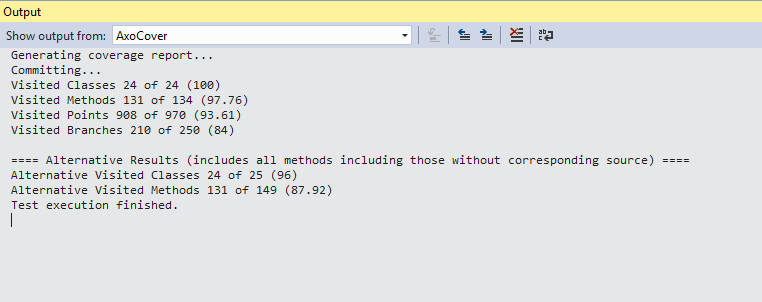 Output
Show output from: AxoCover
Generating coverage report...
Committing...
Visited Classes 24 of 24 (100)
Visited Methods 131 of 134 (97.76)
Visited Points 908 of 970 (93.61)
Visited Branches 210 of 250 (84)
==== Alternative Results (includes all methods including those without corresponding source) ====
Alternative Visited Classes 24 of 25 (96)
Alternative Visited Methods 131 of 149 (87.92)
Test execution finished.